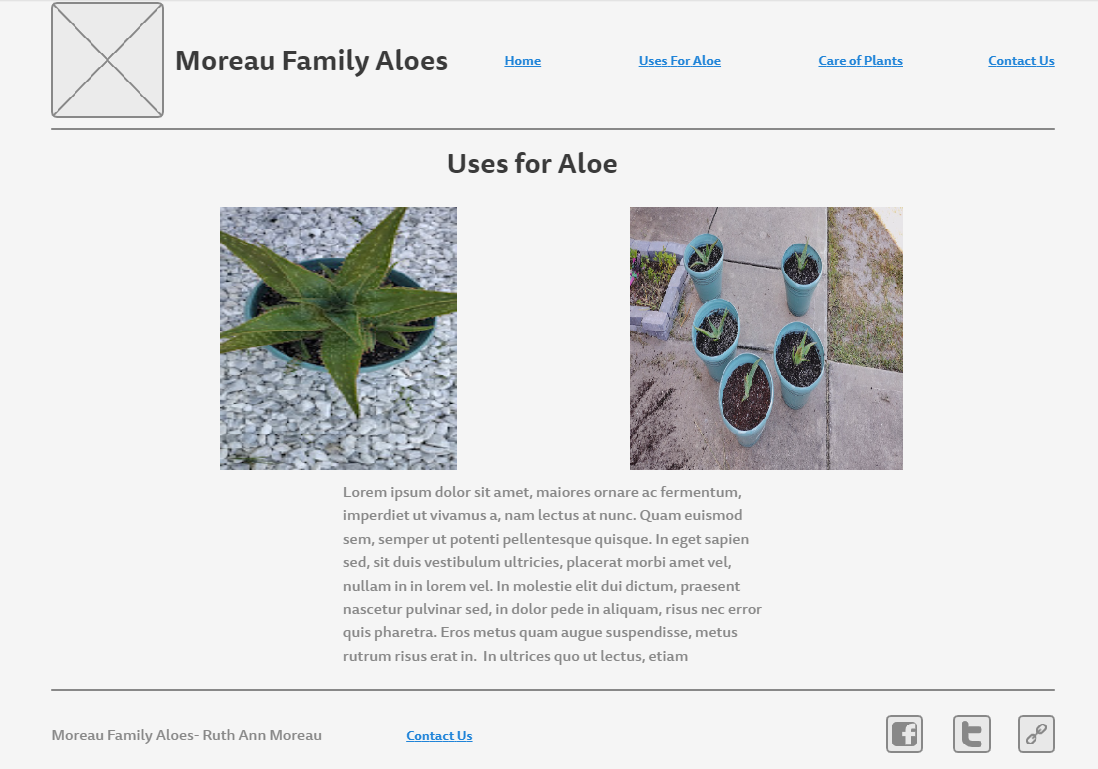 Moreau Family Aloes
Home
Uses For Aloe
Care of Plants
Contact Us
Uses for Aloe
Lorem ipsum dolor sit amet, maiores ornare ac fermentum,
imperdiet ut vivamus a, nam lectus at nunc. Quam euismod
sem, semper ut potenti pellentesque quisque. In eget sapien
sed, sit duis vestibulum ultricies, placerat morbi amet vel,
nullam in in lorem vel. In molestie elit dui dictum, praesent
nascetur pulvinar sed, in dolor pede in aliquam, risus nec error
quis pharetra. Eros metus quam augue suspendisse, metus
rutrum risus erat in.  In ultrices quo ut lectus, etiam
Moreau Family Aloes- Ruth Ann Moreau
Contact Us